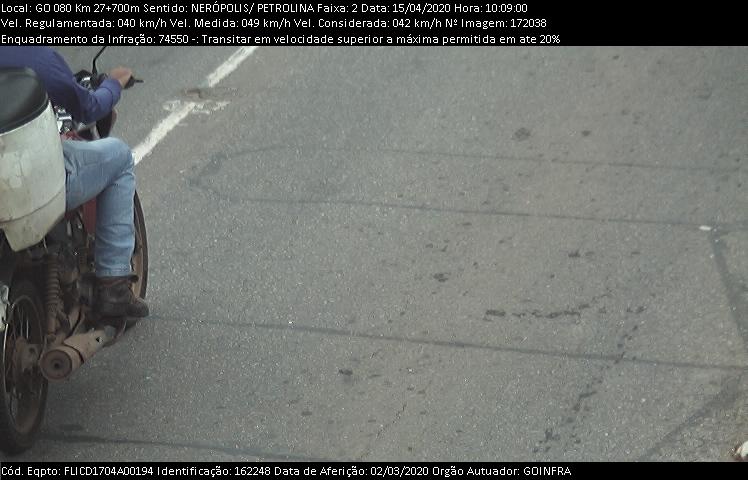 Local: GO 080 Km 27+700m Sentido: NERÓPOLIS/ PETROLINA Faixa: 2 Data: 15/04/2020 Hora: 10:09:00
Vel. Regulamentada: 040 km/h Vel. Medida: 049 km/h Vel. Considerada: 042 km/h Nº Imagem: 172038
Enquadramento da Infração: 74550 -: Transitar em velocidade superior a máxima permitida em ate 20%
Cód. Eqpto: FLICD1704A00194 Identificação: 162248 Data de Aferição: 02/03/2020 Orgão Autuador: GOINFRA